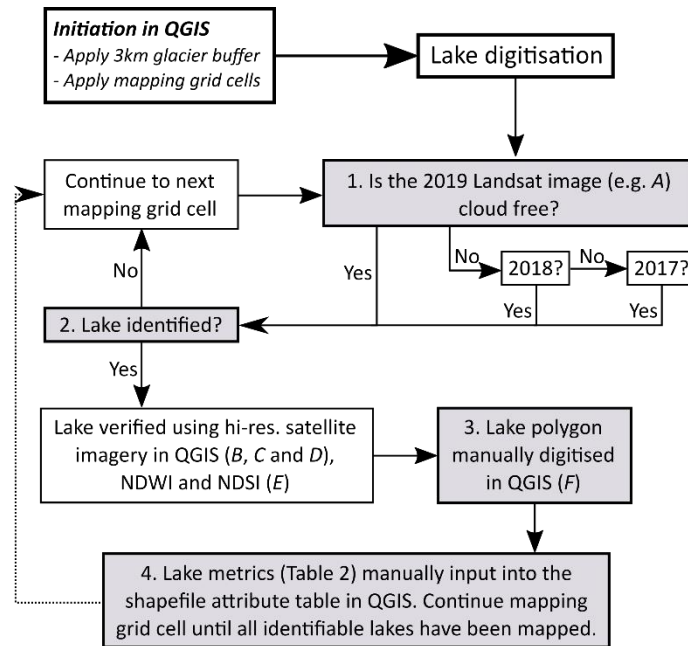 Initiation in QGIS
- Apply 3km glacier buffer
- Apply mapping grid cells
Lake digitisation
Continue to next
mapping grid cell
1. Is the 2019 Landsat image (e.g. A)
cloud free?
No
Yes
No
2018?
No
2017?
Yes
Yes
2. Lake identified?
Yes
Lake verified using hi-res. satellite
imagery in QGIS (B, C and D),
NDWI and NDSI (E)
3. Lake polygon
manually digitised
in QGIS (F)
4. Lake metrics (Table 2) manually input into the
shapefile attribute table in QGIS. Continue mapping
grid cell until all identifiable lakes have been mapped.